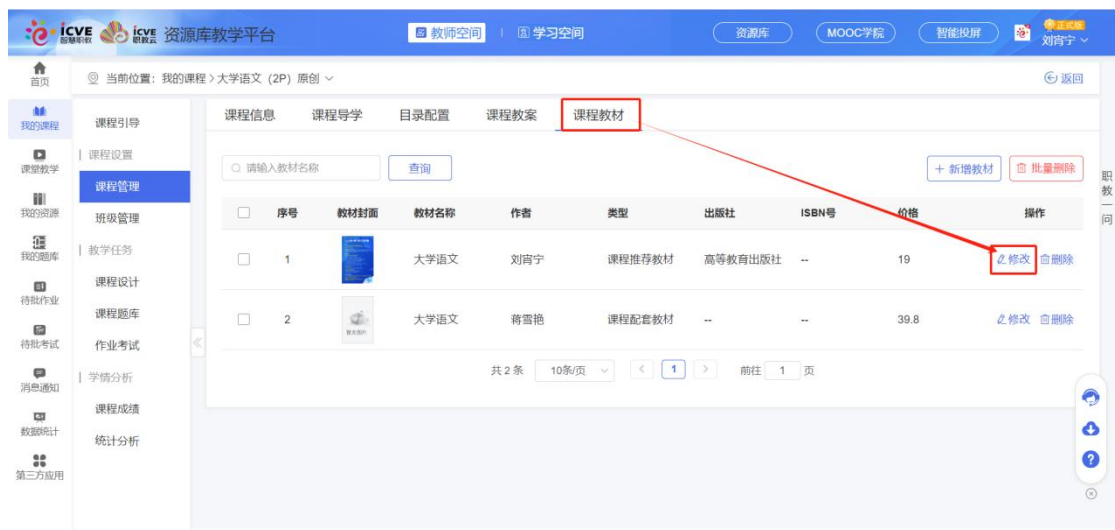 icve 智慧职教 icve 职教云 资源库教学平台 教师空间 学习空间 资源库 MOOC学院 智能投屏 正式版 刘宵宁
首页 当前位置：我的课程 > 大学语文（2P）原创 返回
我的课程 课程引导 课程信息 课程导学 目录配置 课程教案 课程教材
课堂教学 课程设置 请输入教材名称 查询 + 新增教材 批量删除
课程管理
我的资源 班级管理 序号 教材封面 教材名称 作者 类型 出版社 ISBN号 价格 操作
我的题库 教学任务 1 大学语文 刘宵宁 课程推荐教材 高等教育出版社 -- 19 修改 删除
待批作业 课程设计
待批考试 课程题库 2 暂无图片 大学语文 蒋雪艳 课程配套教材 -- -- 39.8 修改 删除
作业考试
消息通知 学情分析 共 2 条 10条/页 < 1 > 前往 1 页
数据统计 课程成绩
第三方应用 统计分析
职教一问